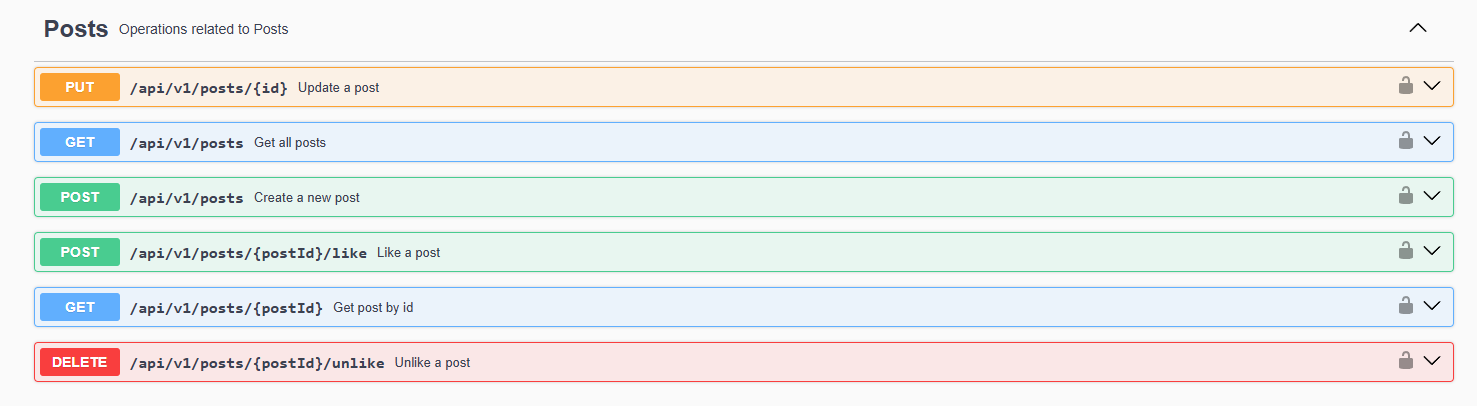 Posts Operations related to Posts
PUT /api/v1/posts/{id} Update a post
GET /api/v1/posts Get all posts
POST /api/v1/posts Create a new post
POST /api/v1/posts/{postId}/like Like a post
GET /api/v1/posts/{postId} Get post by id
DELETE /api/v1/posts/{postId}/unlike Unlike a post